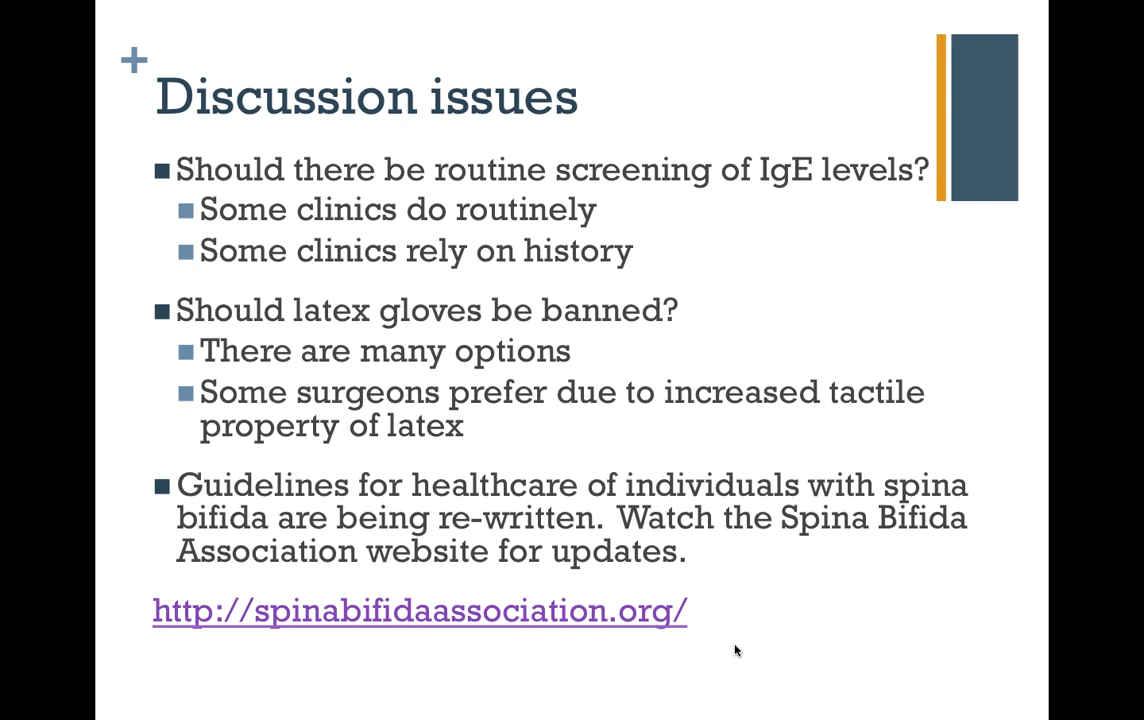 +
Discussion issues
Should there be routine screening of IgE levels?
Some clinics do routinely
Some clinics rely on history
Should latex gloves be banned?
There are many options
Some surgeons prefer due to increased tactile
property of latex
Guidelines for healthcare of individuals with spina
bifida are being re-written.  Watch the Spina Bifida
Association website for updates.
http://spinabifidaassociation.org/